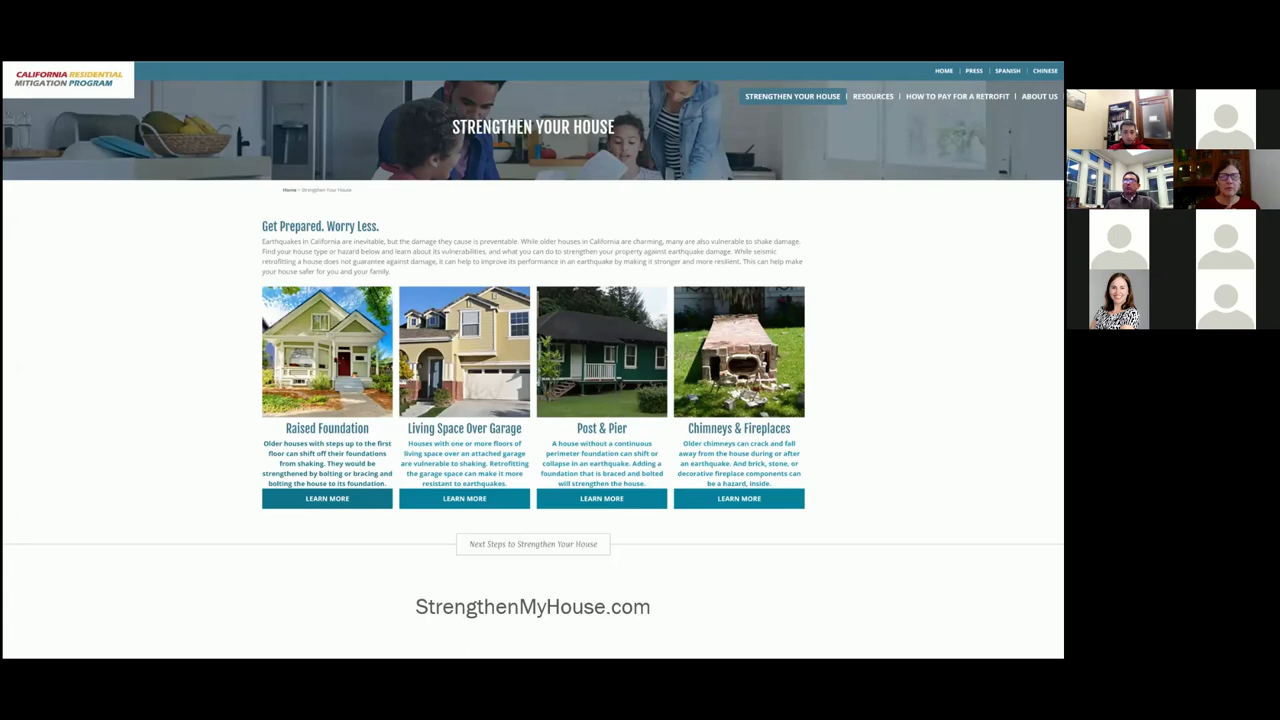 CALIFORNIA RESIDENTIAL
MITIGATION PROGRAM
HOME | PRESS | SPANISH | CHINESE
STRENGTHEN YOUR HOUSE | RESOURCES | HOW TO PAY FOR A RETROFIT | ABOUT US
STRENGTHEN YOUR HOUSE
Home > Strengthen Your House
Get Prepared. Worry Less.
Earthquakes in California are inevitable, but the damage they cause is preventable. While older houses in California are charming, many are also vulnerable to shake damage.
Find your house type or hazard below and learn about its vulnerabilities, and what you can do to strengthen your property against earthquake damage. While seismic
retrofitting a house does not guarantee against damage, it can help to improve its performance in an earthquake by making it stronger and more resilient. This can help make
your house safer for you and your family.
Raised Foundation
Older houses with steps up to the first
floor can shift off their foundations
from shaking. They would be
strengthened by bolting or bracing and
bolting the house to its foundation.
LEARN MORE
Living Space Over Garage
Houses with one or more floors of
living space over an attached garage
are vulnerable to shaking. Retrofitting
the garage space can make it more
resistant to earthquakes.
LEARN MORE
Post & Pier
A house without a continuous
perimeter foundation can shift or
collapse in an earthquake. Adding a
foundation that is braced and bolted
will strengthen the house.
LEARN MORE
Chimneys & Fireplaces
Older chimneys can crack and fall
away from the house during or after
an earthquake. And brick, stone, or
decorative fireplace components can
be a hazard, inside.
LEARN MORE
Next Steps to Strengthen Your House
StrengthenMyHouse.com